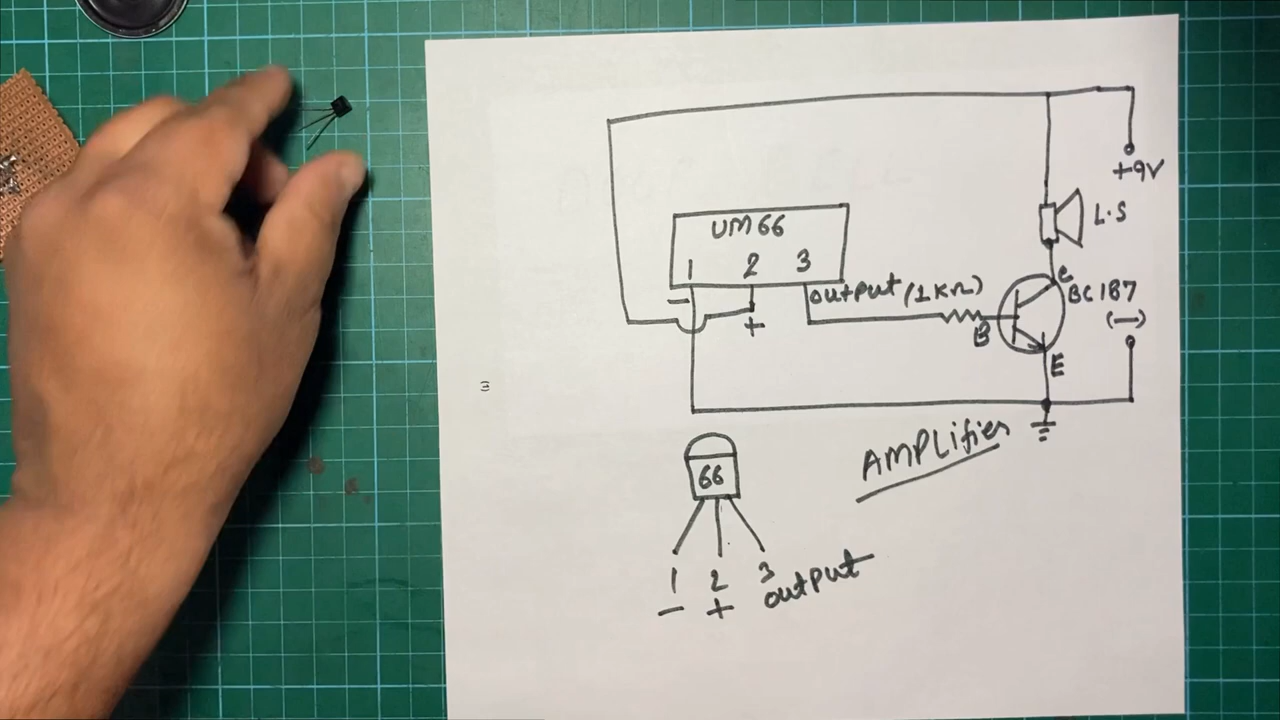 +9V
L.S
UM66
1 2 3
output (1KΩ)
C
BC187
B
E
−
+
(−)
AMPLifier
66
1 2 3
− + output